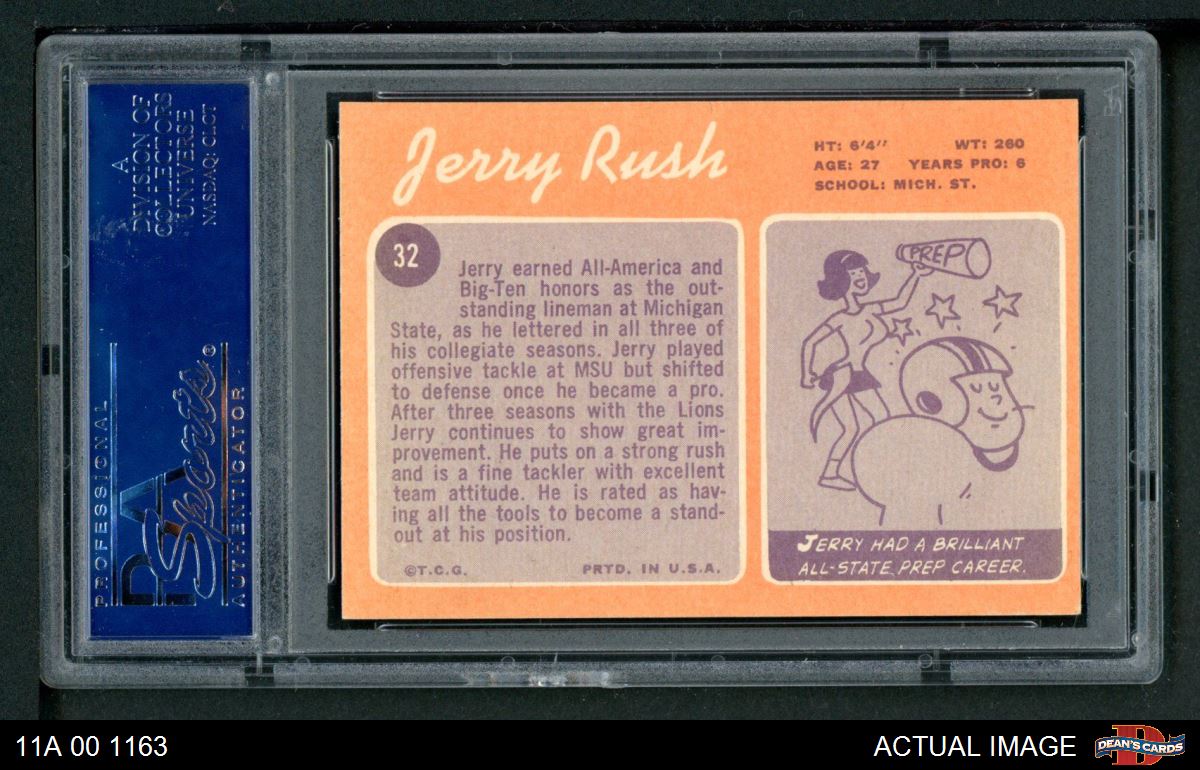 A
DIVISION OF
COLLECTORS
UNIVERSE
NASDAQ: CLCT
PROFESSIONAL
PSA
Sports®
AUTHENTICATOR
Jerry Rush
HT: 6'4" WT: 260
AGE: 27 YEARS PRO: 6
SCHOOL: MICH. ST.
32
Jerry earned All-America and
Big-Ten honors as the out-
standing lineman at Michigan
State, as he lettered in all three of
his collegiate seasons. Jerry played
offensive tackle at MSU but shifted
to defense once he became a pro.
After three seasons with the Lions
Jerry continues to show great im-
provement. He puts on a strong rush
and is a fine tackler with excellent
team attitude. He is rated as hav-
ing all the tools to become a stand-
out at his position.
©T.C.G. PRTD. IN U.S.A.
PREP
JERRY HAD A BRILLIANT
ALL-STATE PREP CAREER.
11A 00 1163
ACTUAL IMAGE
D
DEAN'S CARDS